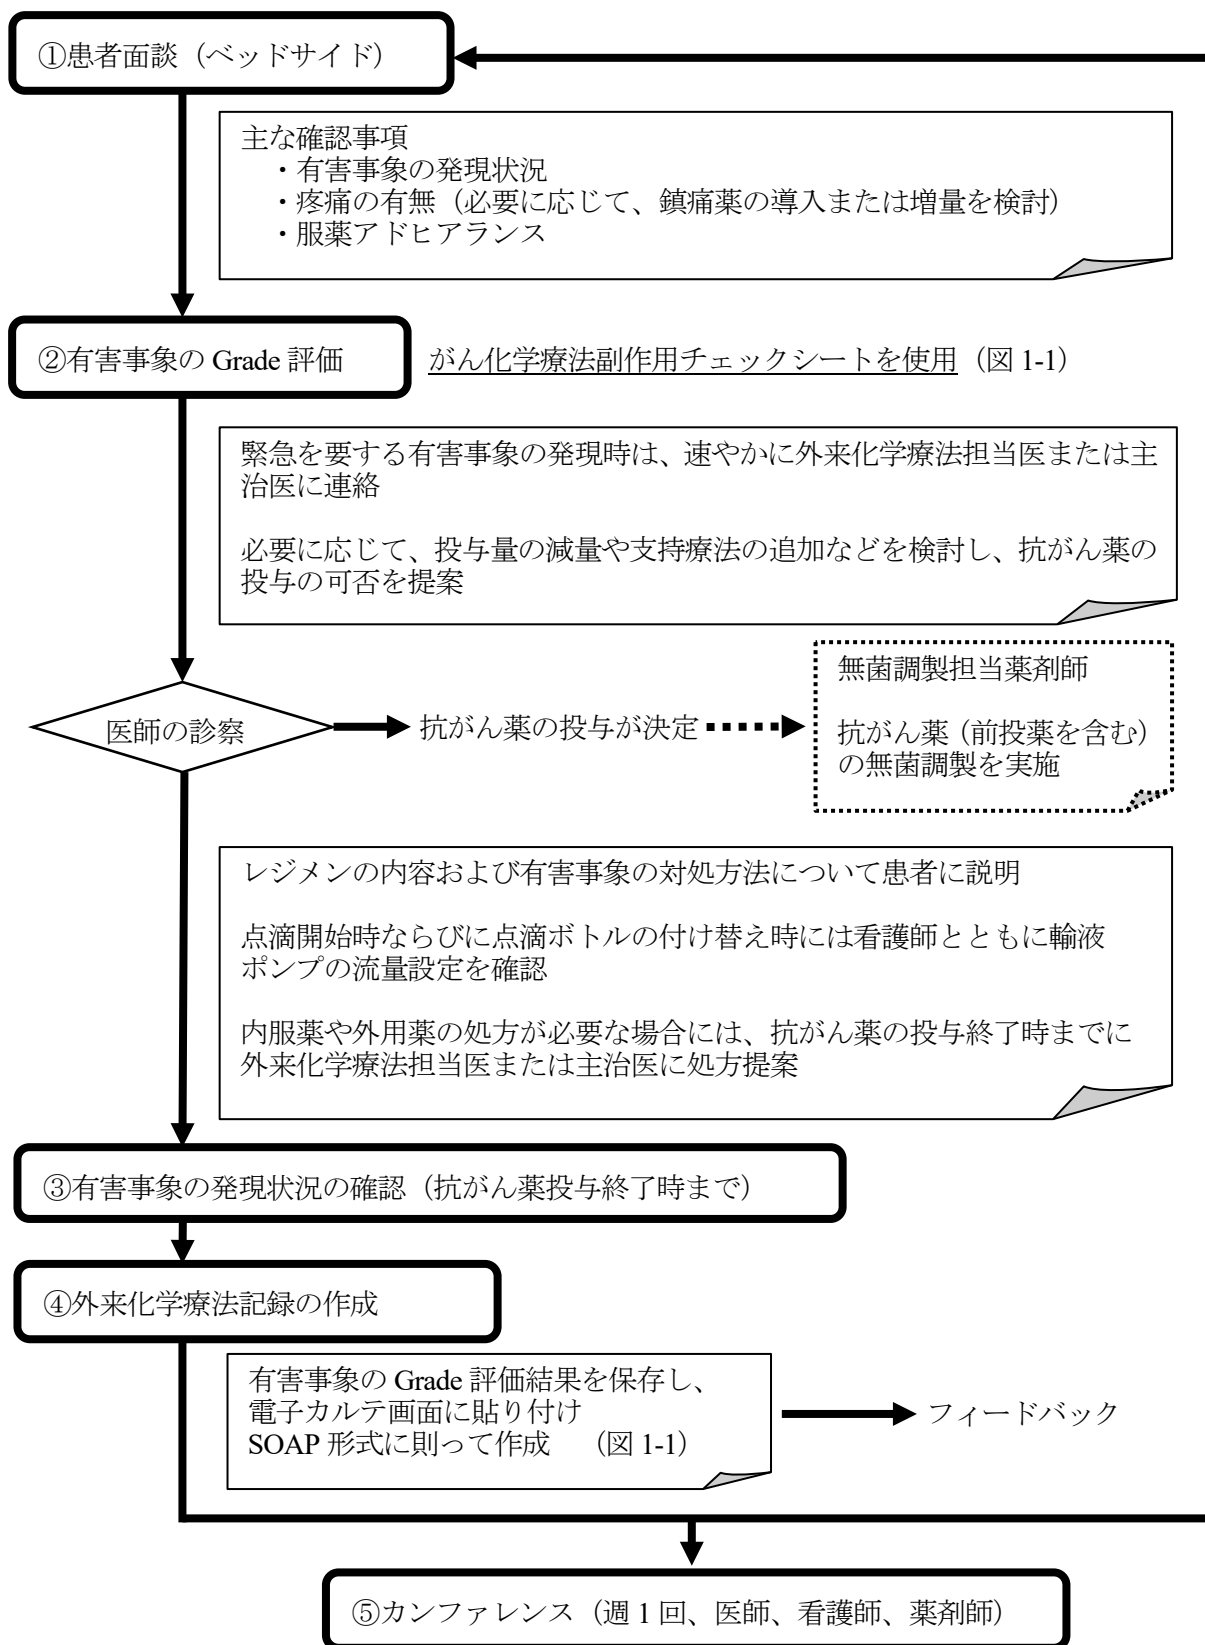 ①患者面談（ベッドサイド）
主な確認事項
・有害事象の発現状況
・疼痛の有無（必要に応じて、鎮痛薬の導入または増量を検討）
・服薬アドヒアランス
②有害事象の Grade 評価
がん化学療法副作用チェックシートを使用（図 1-1）
緊急を要する有害事象の発現時は、速やかに外来化学療法担当医または主
治医に連絡
必要に応じて、投与量の減量や支持療法の追加などを検討し、抗がん薬の
投与の可否を提案
医師の診察
抗がん薬の投与が決定
無菌調製担当薬剤師
抗がん薬（前投薬を含む）
の無菌調製を実施
レジメンの内容および有害事象の対処方法について患者に説明
点滴開始時ならびに点滴ボトルの付け替え時には看護師とともに輸液
ポンプの流量設定を確認
内服薬や外用薬の処方が必要な場合には、抗がん薬の投与終了時までに
外来化学療法担当医または主治医に処方提案
③有害事象の発現状況の確認（抗がん薬投与終了時まで）
④外来化学療法記録の作成
有害事象の Grade 評価結果を保存し、
電子カルテ画面に貼り付け
SOAP 形式に則って作成　（図 1-1）
フィードバック
⑤カンファレンス（週 1 回、医師、看護師、薬剤師）